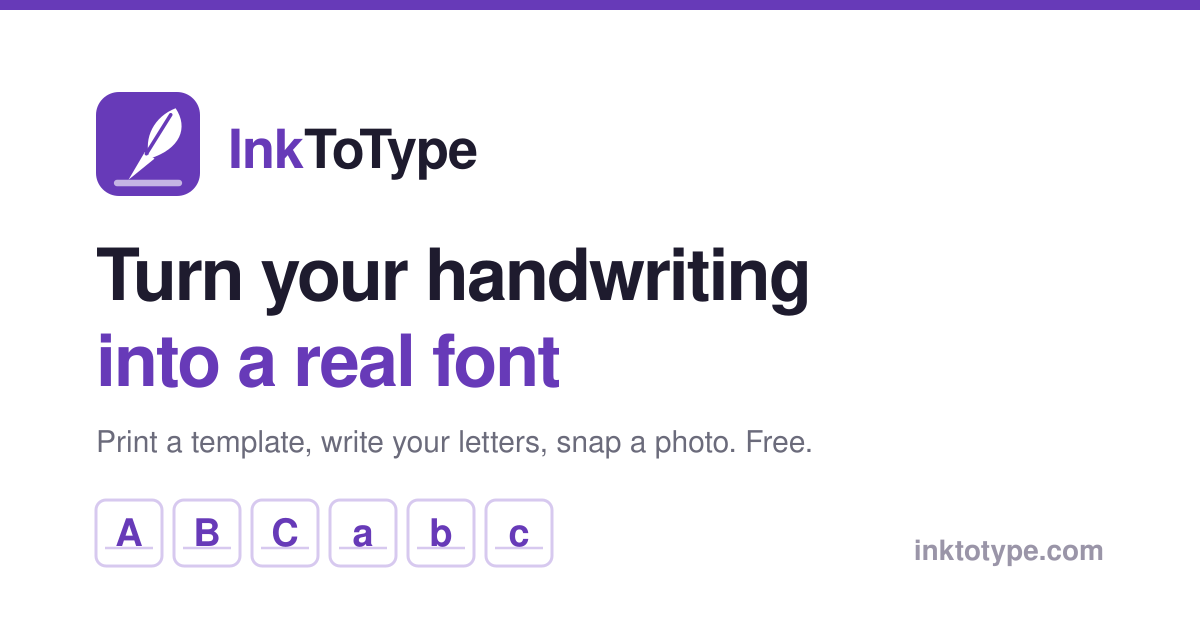 InkToType
Turn your handwriting
into a real font
Print a template, write your letters, snap a photo. Free.
A B C a b c
inktotype.com